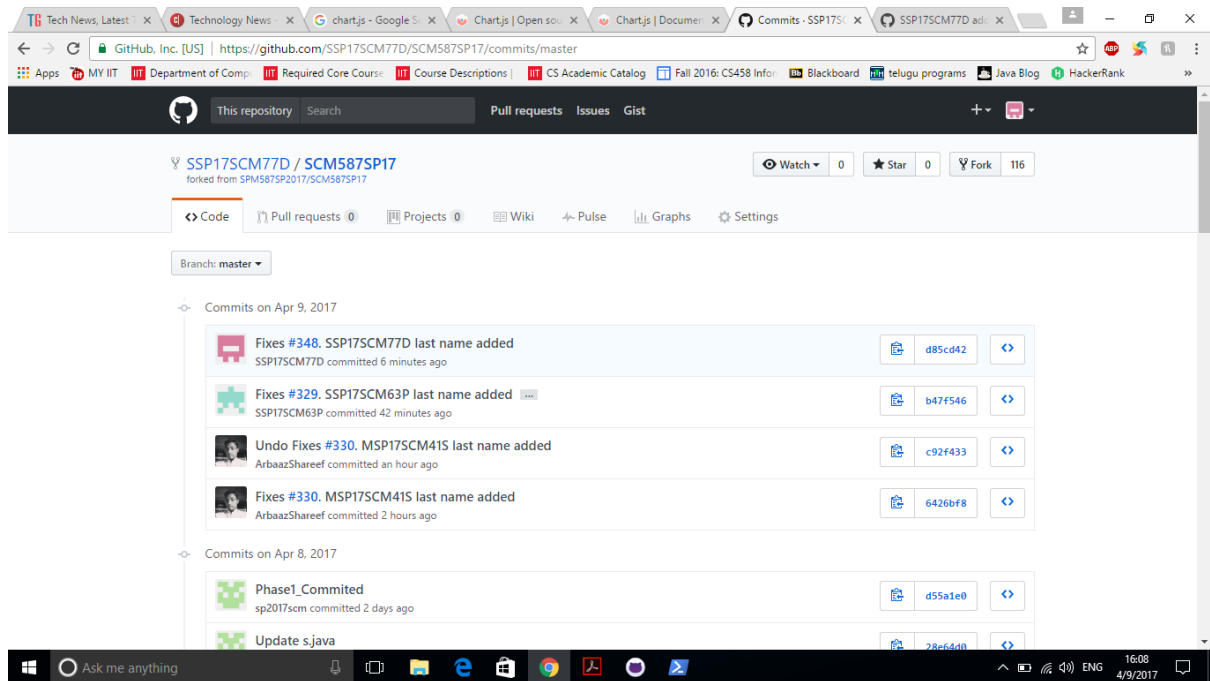 Tech News, Latest T
Technology News -
chart.js - Google Se
Chart.js | Open sou
Chart.js | Documen
Commits · SSP17SC
SSP17SCM77D add
GitHub, Inc. [US] | https://github.com/SSP17SCM77D/SCM587SP17/commits/master
Apps MY IIT Department of Comp Required Core Course Course Descriptions | CS Academic Catalog Fall 2016: CS458 Infor Blackboard telugu programs Java Blog HackerRank »
This repository Search Pull requests Issues Gist
SSP17SCM77D / SCM587SP17
Watch 0 Star 0 Fork 116
forked from SPM587SP2017/SCM587SP17
Code Pull requests 0 Projects 0 Wiki Pulse Graphs Settings
Branch: master
Commits on Apr 9, 2017
Fixes #348. SSP17SCM77D last name added
SSP17SCM77D committed 6 minutes ago
d85cd42
Fixes #329. SSP17SCM63P last name added …
SSP17SCM63P committed 42 minutes ago
b47f546
Undo Fixes #330. MSP17SCM41S last name added
ArbaazShareef committed an hour ago
c92f433
Fixes #330. MSP17SCM41S last name added
ArbaazShareef committed 2 hours ago
6426bf8
Commits on Apr 8, 2017
Phase1_Commited
sp2017scm committed 2 days ago
d55a1e0
Update s.java
28e64d0
Ask me anything
ENG
16:08
4/9/2017